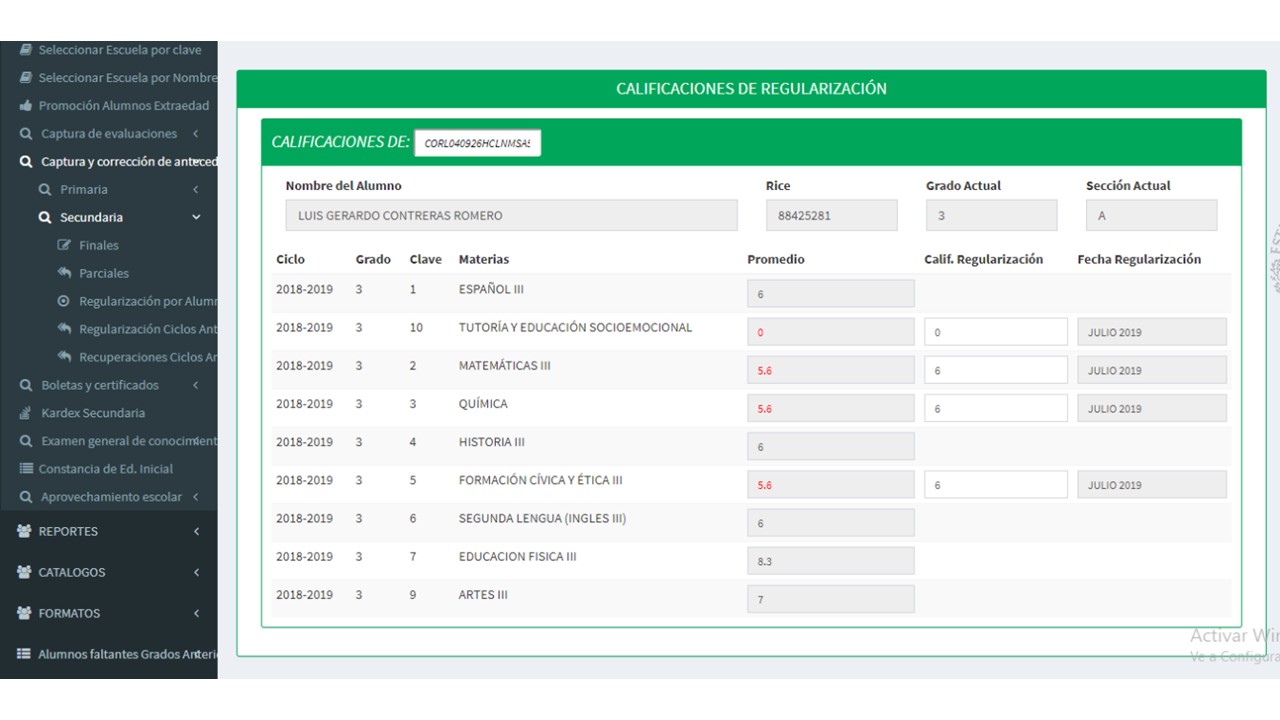 Seleccionar Escuela por clave
Seleccionar Escuela por Nombre
Promoción Alumnos Extraedad
Captura de evaluaciones
Captura y corrección de anteced
Primaria
Secundaria
Finales
Parciales
Regularización por Alumn
Regularización Ciclos Ant
Recuperaciones Ciclos An
Boletas y certificados
Kardex Secundaria
Examen general de conocimient
Constancia de Ed. Inicial
Aprovechamiento escolar
REPORTES
CATALOGOS
FORMATOS
Alumnos faltantes Grados Anteri
CALIFICACIONES DE REGULARIZACIÓN
CALIFICACIONES DE: CORL040926HCLNMSA
Nombre del Alumno Rice Grado Actual Sección Actual
LUIS GERARDO CONTRERAS ROMERO 88425281 3 A
Ciclo Grado Clave Materias Promedio Calif. Regularización Fecha Regularización
2018-2019 3 1 ESPAÑOL III 6
2018-2019 3 10 TUTORÍA Y EDUCACIÓN SOCIOEMOCIONAL 0 0 JULIO 2019
2018-2019 3 2 MATEMÁTICAS III 5.6 6 JULIO 2019
2018-2019 3 3 QUÍMICA 5.6 6 JULIO 2019
2018-2019 3 4 HISTORIA III 6
2018-2019 3 5 FORMACIÓN CÍVICA Y ÉTICA III 5.6 6 JULIO 2019
2018-2019 3 6 SEGUNDA LENGUA (INGLES III) 6
2018-2019 3 7 EDUCACION FISICA III 8.3
2018-2019 3 9 ARTES III 7
Activar Win
Ve a Configura